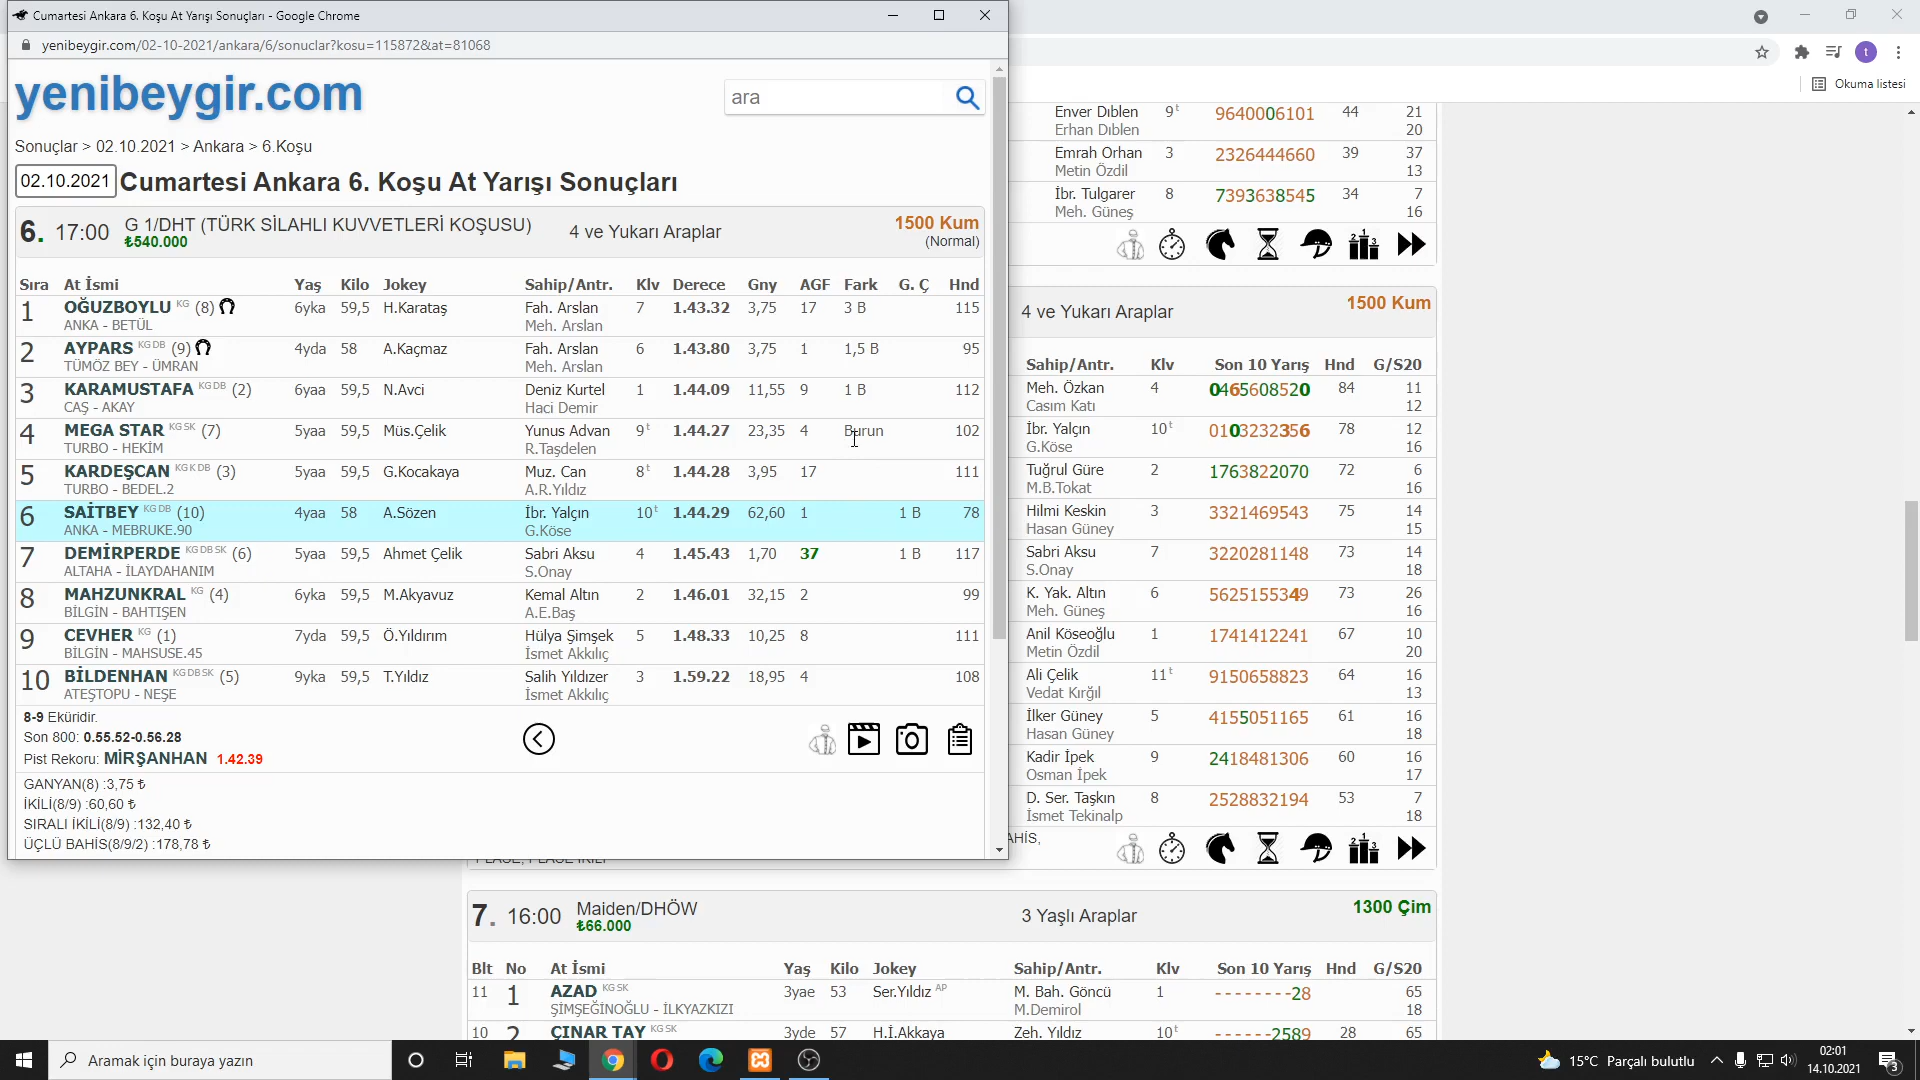 Cumartesi Ankara 6. Koşu At Yarışı Sonuçları - Google Chrome
yenibeygir.com/02-10-2021/ankara/6/sonuclar?kosu=115872&at=81068
yenibeygir.com
ara
Sonuçlar > 02.10.2021 > Ankara > 6.Koşu
02.10.2021 Cumartesi Ankara 6. Koşu At Yarışı Sonuçları
6. 17:00 G 1/DHT (TÜRK SİLAHLI KUVVETLERİ KOŞUSU) 4 ve Yukarı Araplar 1500 Kum
₺540.000 (Normal)
Sıra At İsmi Yaş Kilo Jokey Sahip/Antr. Klv Derece Gny AGF Fark G. Ç Hnd
1 OĞUZBOYLU KG (8) 6yka 59,5 H.Karataş Fah. Arslan 7 1.43.32 3,75 17 3 B 115
ANKA - BETÜL Meh. Arslan
2 AYPARS KG DB (9) 4yda 58 A.Kaçmaz Fah. Arslan 6 1.43.80 3,75 1 1,5 B 95
TÜMÖZ BEY - ÜMRAN Meh. Arslan
3 KARAMUSTAFA KG DB (2) 6yaa 59,5 N.Avci Deniz Kurtel 1 1.44.09 11,55 9 1 B 112
CAŞ - AKAY Haci Demir
4 MEGA STAR KG SK (7) 5yaa 59,5 Müs.Çelik Yunus Advan 9t 1.44.27 23,35 4 Burun 102
TURBO - HEKİM R.Taşdelen
5 KARDEŞCAN KG K DB (3) 5yaa 59,5 G.Kocakaya Muz. Can 8t 1.44.28 3,95 17 111
TURBO - BEDEL.2 A.R.Yıldız
6 SAİTBEY KG DB (10) 4yaa 58 A.Sözen İbr. Yalçın 10t 1.44.29 62,60 1 1 B 78
ANKA - MEBRUKE.90 G.Köse
7 DEMİRPERDE KG DB SK (6) 5yaa 59,5 Ahmet Çelik Sabri Aksu 4 1.45.43 1,70 37 1 B 117
ALTAHA - İLAYDAHANIM S.Onay
8 MAHZUNKRAL KG (4) 6yka 59,5 M.Akyavuz Kemal Altın 2 1.46.01 32,15 2 99
BİLGİN - BAHTIŞEN A.E.Baş
9 CEVHER KG (1) 7yda 59,5 Ö.Yıldırım Hülya Şimşek 5 1.48.33 10,25 8 111
BİLGİN - MAHSUSE.45 İsmet Akkılıç
10 BİLDENHAN KG DB SK (5) 9yka 59,5 T.Yıldız Salih Yıldızer 3 1.59.22 18,95 4 108
ATEŞTOPU - NEŞE İsmet Akkılıç
8-9 Eküridir.
Son 800: 0.55.52-0.56.28
Pist Rekoru: MİRŞANHAN 1.42.39
GANYAN(8) :3,75 ₺
İKİLİ(8/9) :60,60 ₺
SIRALI İKİLİ(8/9) :132,40 ₺
ÜÇLÜ BAHİS(8/9/2) :178,78 ₺
t
Okuma listesi
Enver Dıblen 9t 9640006101 44 21
Erhan Dıblen 20
Emrah Orhan 3 2326444660 39 37
Metin Özdil 13
İbr. Tulgarer 8 7393638545 34 7
Meh. Güneş 16
4 ve Yukarı Araplar 1500 Kum
Sahip/Antr. Klv Son 10 Yarış Hnd G/S20
Meh. Özkan 4 0465608520 84 11
Casım Katı 12
İbr. Yalçın 10t 0103232356 78 12
G.Köse 16
Tuğrul Güre 2 1763822070 72 6
M.B.Tokat 16
Hilmi Keskin 3 3321469543 75 14
Hasan Güney 15
Sabri Aksu 7 3220281148 73 14
S.Onay 18
K. Yak. Altın 6 5625155349 73 26
Meh. Güneş 16
Anil Köseoğlu 1 1741412241 67 10
Metin Özdil 20
Ali Çelik 11t 9150658823 64 16
Vedat Kırğıl 13
İlker Güney 5 4155051165 61 16
Hasan Güney 18
Kadir İpek 9 2418481306 60 16
Osman İpek 17
D. Ser. Taşkın 8 2528832194 53 7
İsmet Tekinalp 18
AHİS,
7. 16:00 Maiden/DHÖW 3 Yaşlı Araplar 1300 Çim
₺66.000
Blt No At İsmi Yaş Kilo Jokey Sahip/Antr. Klv Son 10 Yarış Hnd G/S20
11 1 AZAD KG SK 3yae 53 Ser.Yıldız AP M. Bah. Göncü 1 --------28 65
ŞİMŞEĞİNOĞLU - İLKYAZKIZI M.Demirol 18
10 2 ÇINAR TAY KG SK 3yde 57 H.İ.Akkaya Zeh. Yıldız 10t ------2589 28 65
Aramak için buraya yazın
15°C Parçalı bulutlu
02:01
14.10.2021
3